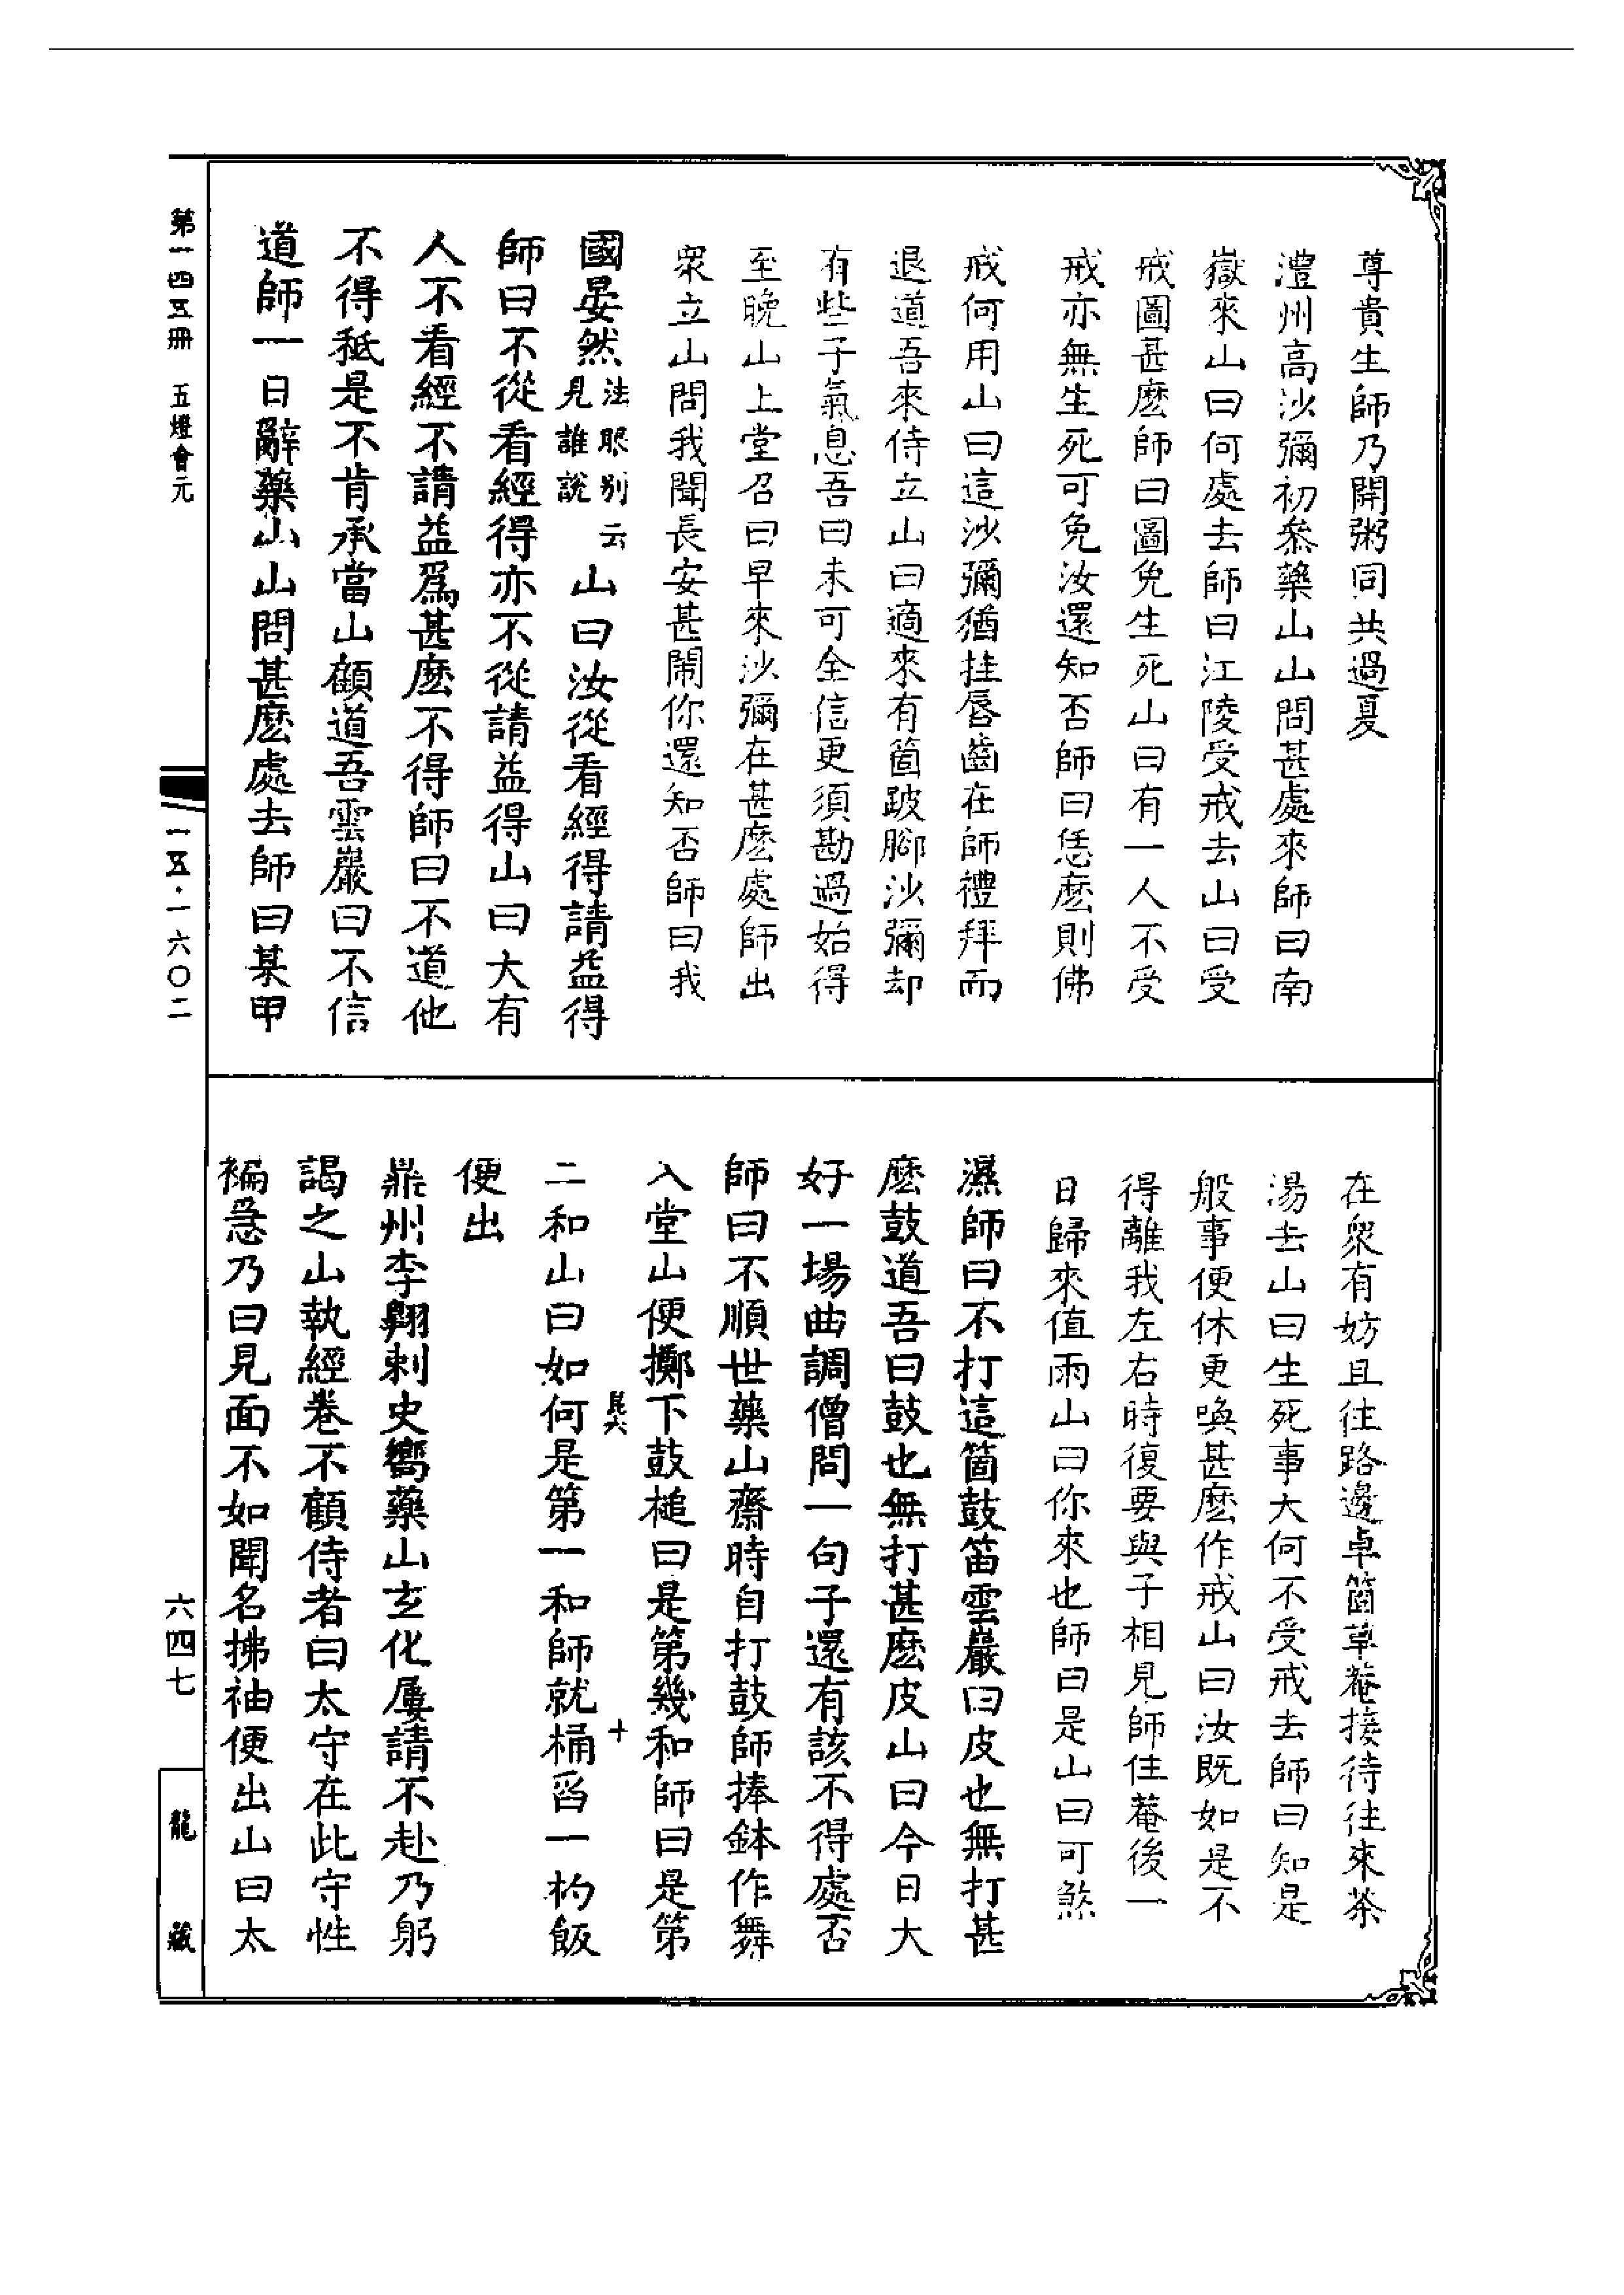 尊貴生師乃開粥同共過夏
澧州高沙彌初叅藥山山問甚處來師曰南
嶽來山曰何處去師曰江陵受戒去山曰受
戒圖甚麽師曰圖免生死山曰有一人不受
戒亦無生死可免汝還知否師曰恁麽則佛
戒何用山曰這沙彌猶挂脣齒在師禮拜而
退道吾來侍立山曰適來有箇跛腳沙彌却
有些子氣息吾曰未可全信更須勘過始得
至晚山上堂召曰早來沙彌在甚麽處師出
衆立山問我聞長安甚鬧你還知否師曰我
國晏然法眼别云見誰說山曰汝從看經得請益得
師曰不從看經得亦不從請益得山曰大有
人不看經不請益爲甚麽不得師曰不道他
不得秪是不肯承當山顧道吾雲巖曰不信
道師一日辭藥山山問甚麽處去師曰某甲
在衆有妨且往路邊卓箇草菴接待往來茶
湯去山曰生死事大何不受戒去師曰知是
般事便休更喚甚麽作戒山曰汝既如是不
得離我左右時復要與子相見師住菴後一
日歸來值雨山曰你來也師曰是山曰可煞
濕師曰不打這箇鼓笛雲巖曰皮也無打甚
麽鼓道吾曰鼓也無打甚麽皮山曰今日大
好一場曲調僧問一句子還有該不得處否
師曰不順世藥山齋時自打鼓師捧鉢作舞
入堂山便擲下鼓槌曰是第幾和師曰是第
二和山曰如何是第一和師就桶舀一杓飯
便出
鼎州李翺刺史嚮藥山玄化屢請不赴乃躬
謁之山執經卷不顧侍者曰太守在此守性
褊急乃曰見面不如聞名拂袖便出山曰太
第一四五冊 五燈會元
一五·一六〇二
六四七
龍藏
十